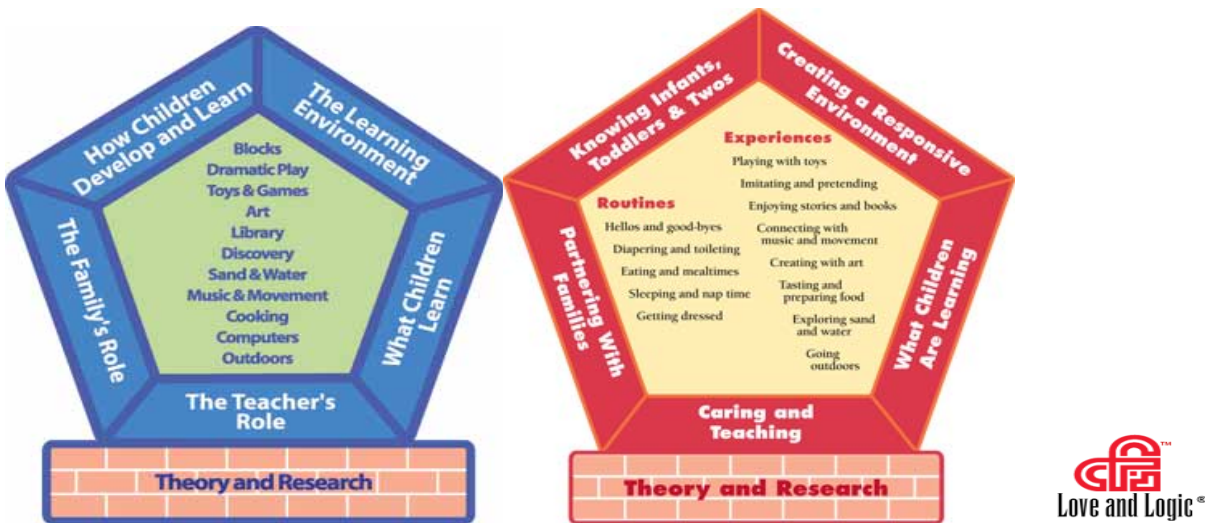 How Children
Develop and Learn
The Learning
Environment
The Family's Role
What Children
Learn
Blocks
Dramatic Play
Toys & Games
Art
Library
Discovery
Sand & Water
Music & Movement
Cooking
Computers
Outdoors
The Teacher's
Role
Theory and Research
Knowing Infants,
Toddlers & Twos
Creating a Responsive
Environment
Partnering With
Families
What Children
Are Learning
Routines
Hellos and good-byes
Diapering and toileting
Eating and mealtimes
Sleeping and nap time
Getting dressed
Experiences
Playing with toys
Imitating and pretending
Enjoying stories and books
Connecting with
music and movement
Creating with art
Tasting and
preparing food
Exploring sand
and water
Going
outdoors
Caring and
Teaching
Theory and Research
™
Love and Logic®